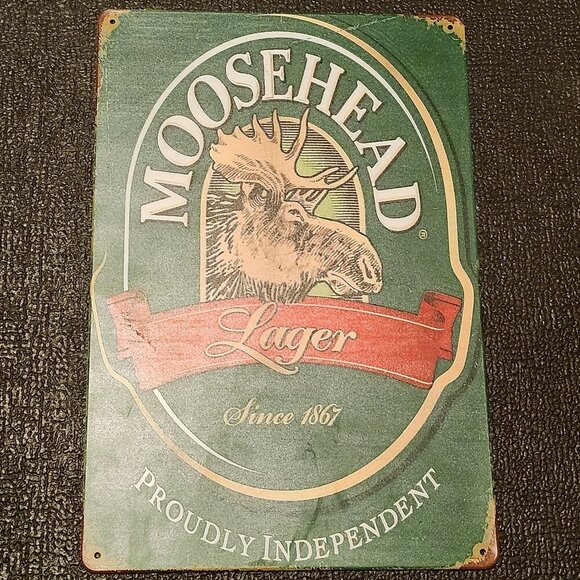 MOOSEHEAD
®
Lager
Since 1867
PROUDLY INDEPENDENT